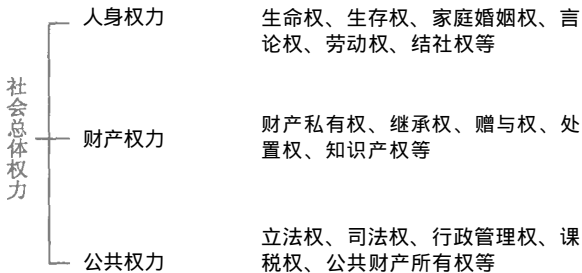 社会总体权力
人身权力
生命权、生存权、家庭婚姻权、言
论权、劳动权、结社权等
财产权力
财产私有权、继承权、赠与权、处
置权、知识产权等
公共权力
立法权、司法权、行政管理权、课
税权、公共财产所有权等